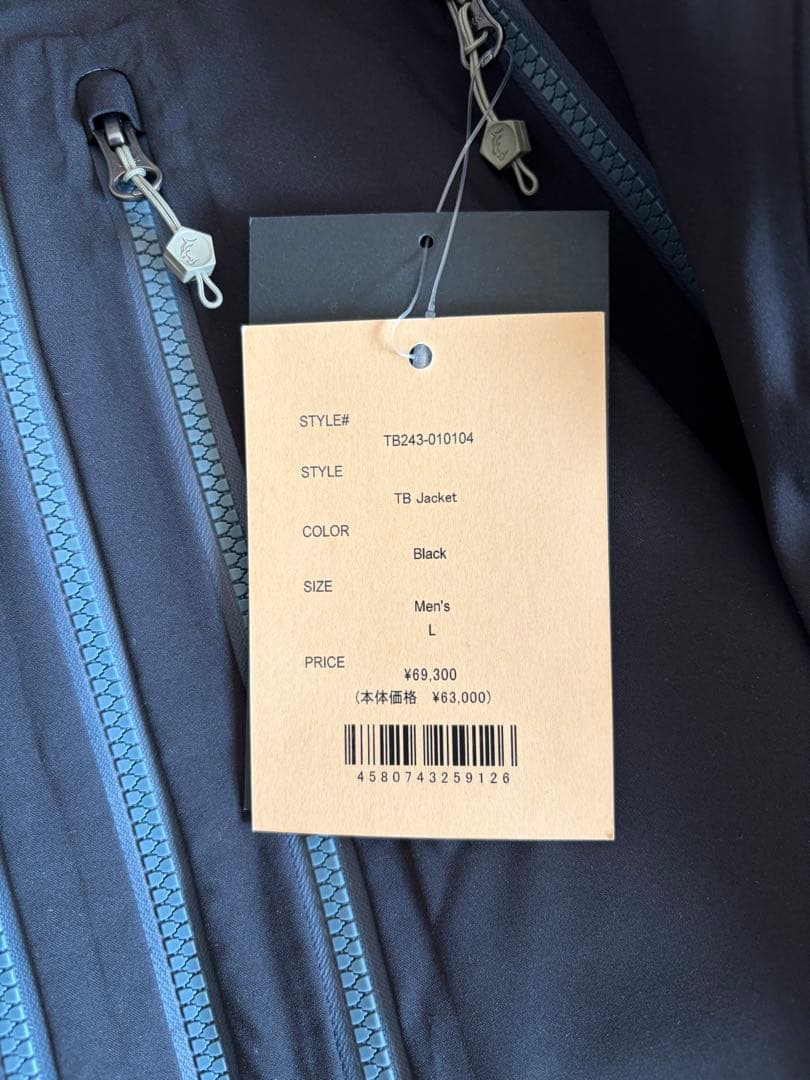 STYLE#
TB243-010104
STYLE
TB Jacket
COLOR
Black
SIZE
Men's
L
PRICE
¥69,300
(本体価格 ¥63,000)
4580743259126